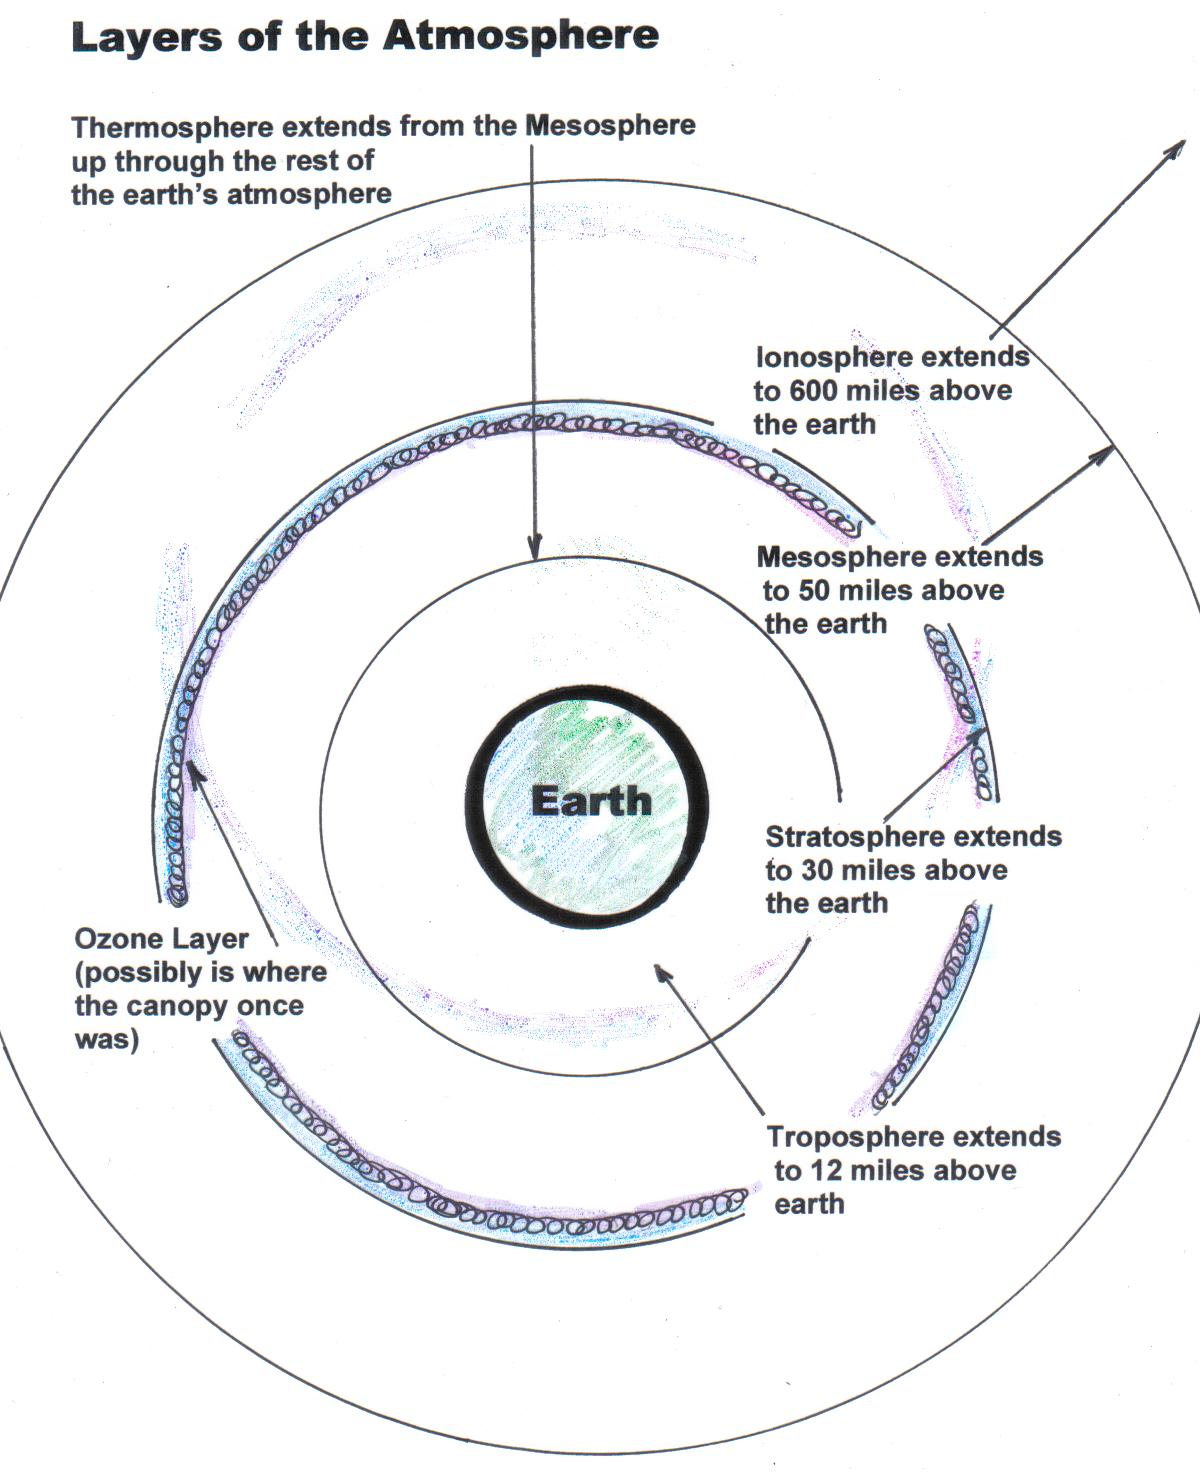 Layers of the Atmosphere
Thermosphere extends from the Mesosphere
up through the rest of
the earth's atmosphere
Ionosphere extends
to 600 miles above
the earth
Mesosphere extends
to 50 miles above
the earth
Earth
Stratosphere extends
to 30 miles above
the earth
Ozone Layer
(possibly is where
the canopy once
was)
Troposphere extends
to 12 miles above
earth